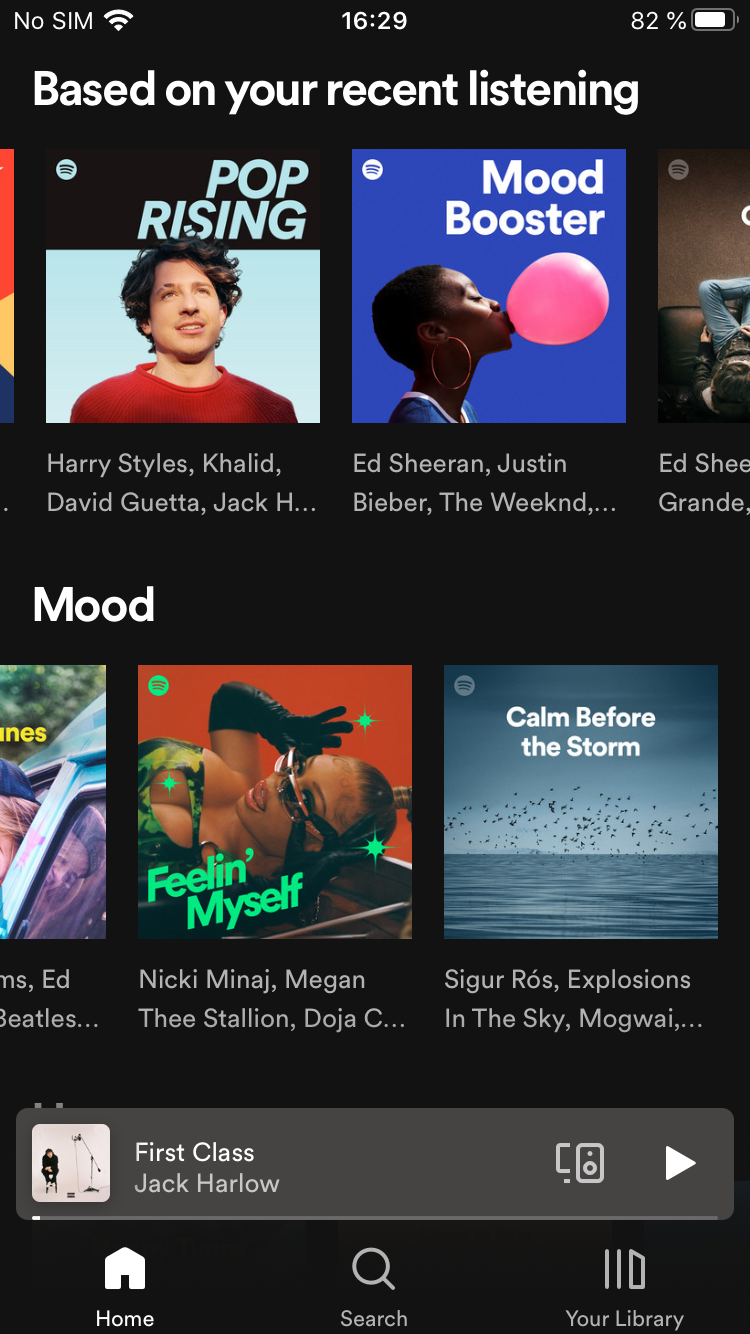 No SIM 16:29 82 %
Based on your recent listening
POP
RISING
Mood
Booster
Harry Styles, Khalid,
David Guetta, Jack H...
Ed Sheeran, Justin
Bieber, The Weeknd,...
Ed Shee
Grande,
Mood
unes
Feelin'
Myself
Calm Before
the Storm
ms, Ed
Beatles...
Nicki Minaj, Megan
Thee Stallion, Doja C...
Sigur Rós, Explosions
In The Sky, Mogwai,...
First Class
Jack Harlow
Home
Search
Your Library